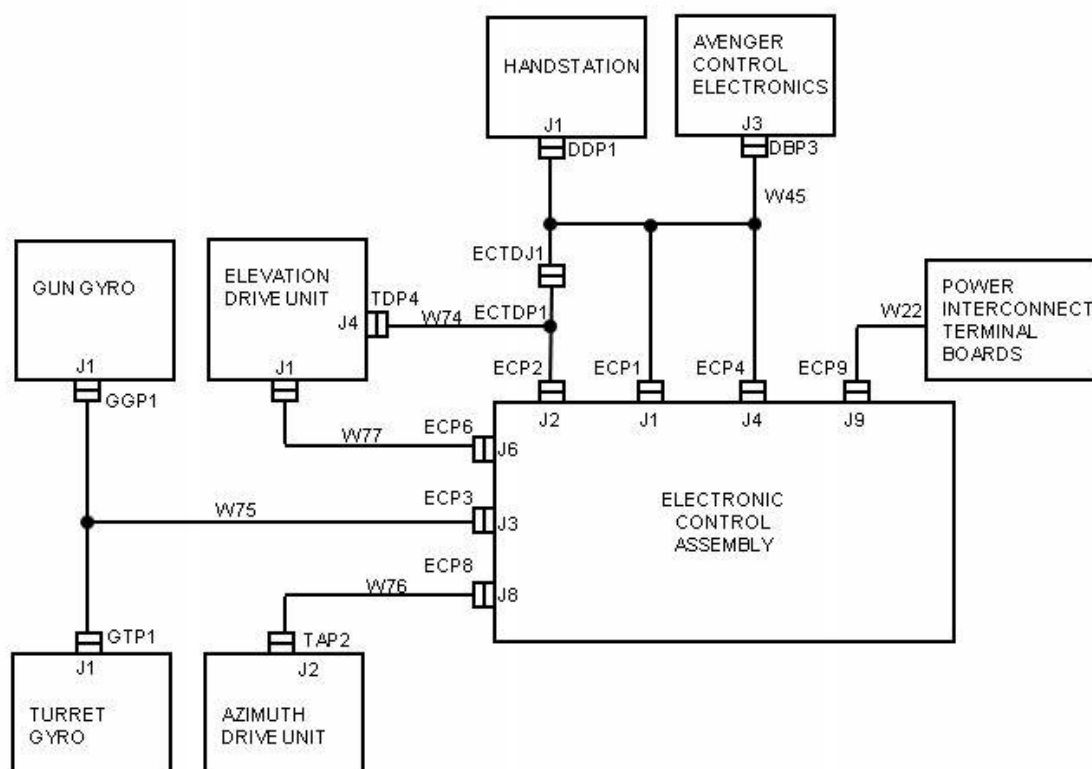 HANDSTATION
J1
DDP1
AVENGER
CONTROL
ELECTRONICS
J3
DBP3
W45
GUN GYRO
J1
GGP1
ELEVATION
DRIVE UNIT
J4
J1
TDP4
W74
ECTDJ1
ECTDP1
POWER
INTERCONNECT
TERMINAL
BOARDS
W22
ECP2
ECP1
ECP4
ECP9
J2
J1
J4
J9
W77
ECP6
J6
W75
ECP3
J3
W76
ECP8
J8
ELECTRONIC
CONTROL
ASSEMBLY
GTP1
J1
TURRET
GYRO
TAP2
J2
AZIMUTH
DRIVE UNIT